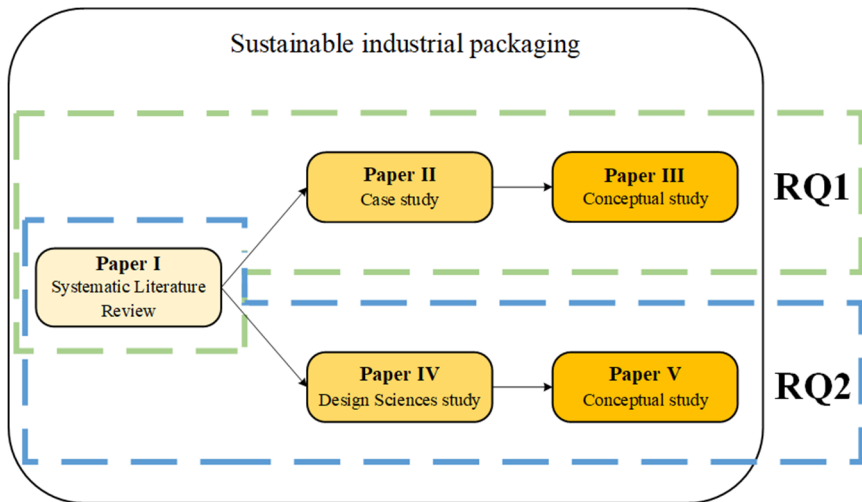 Sustainable industrial packaging
Paper II
Case study
Paper III
Conceptual study
RQ1
Paper I
Systematic Literature
Review
Paper IV
Design Sciences study
Paper V
Conceptual study
RQ2